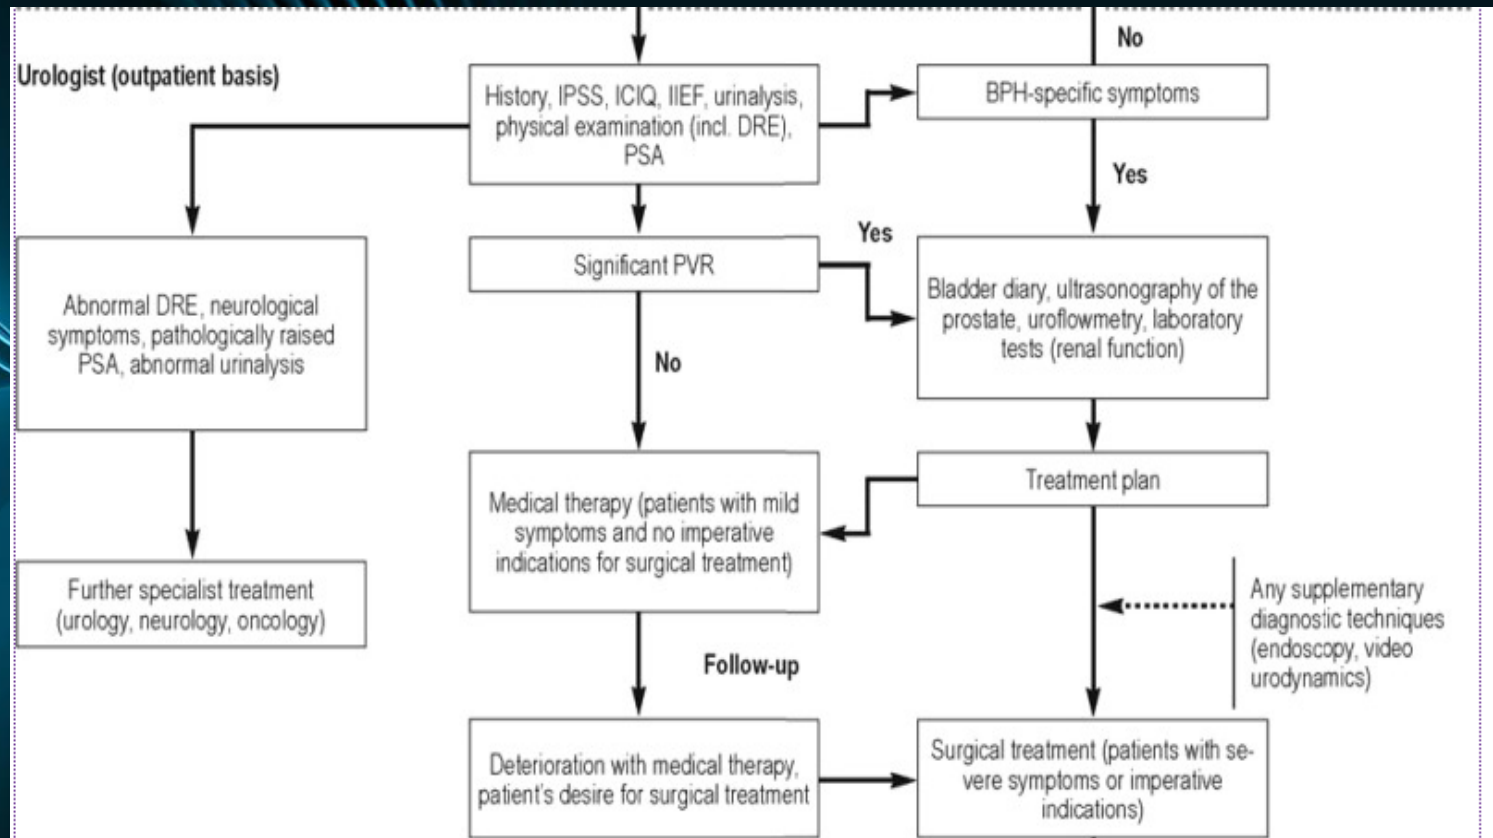 No
Urologist (outpatient basis)
History, IPSS, ICIQ, IIEF, urinalysis,
physical examination (incl. DRE),
PSA
BPH-specific symptoms
Yes
Yes
Significant PVR
Abnormal DRE, neurological
symptoms, pathologically raised
PSA, abnormal urinalysis
Bladder diary, ultrasonography of the
prostate, uroflowmetry, laboratory
tests (renal function)
No
Medical therapy (patients with mild
symptoms and no imperative
indications for surgical treatment)
Treatment plan
Further specialist treatment
(urology, neurology, oncology)
Any supplementary
diagnostic techniques
(endoscopy, video
urodynamics)
Follow-up
Deterioration with medical therapy,
patient's desire for surgical treatment
Surgical treatment (patients with se-
vere symptoms or imperative
indications)